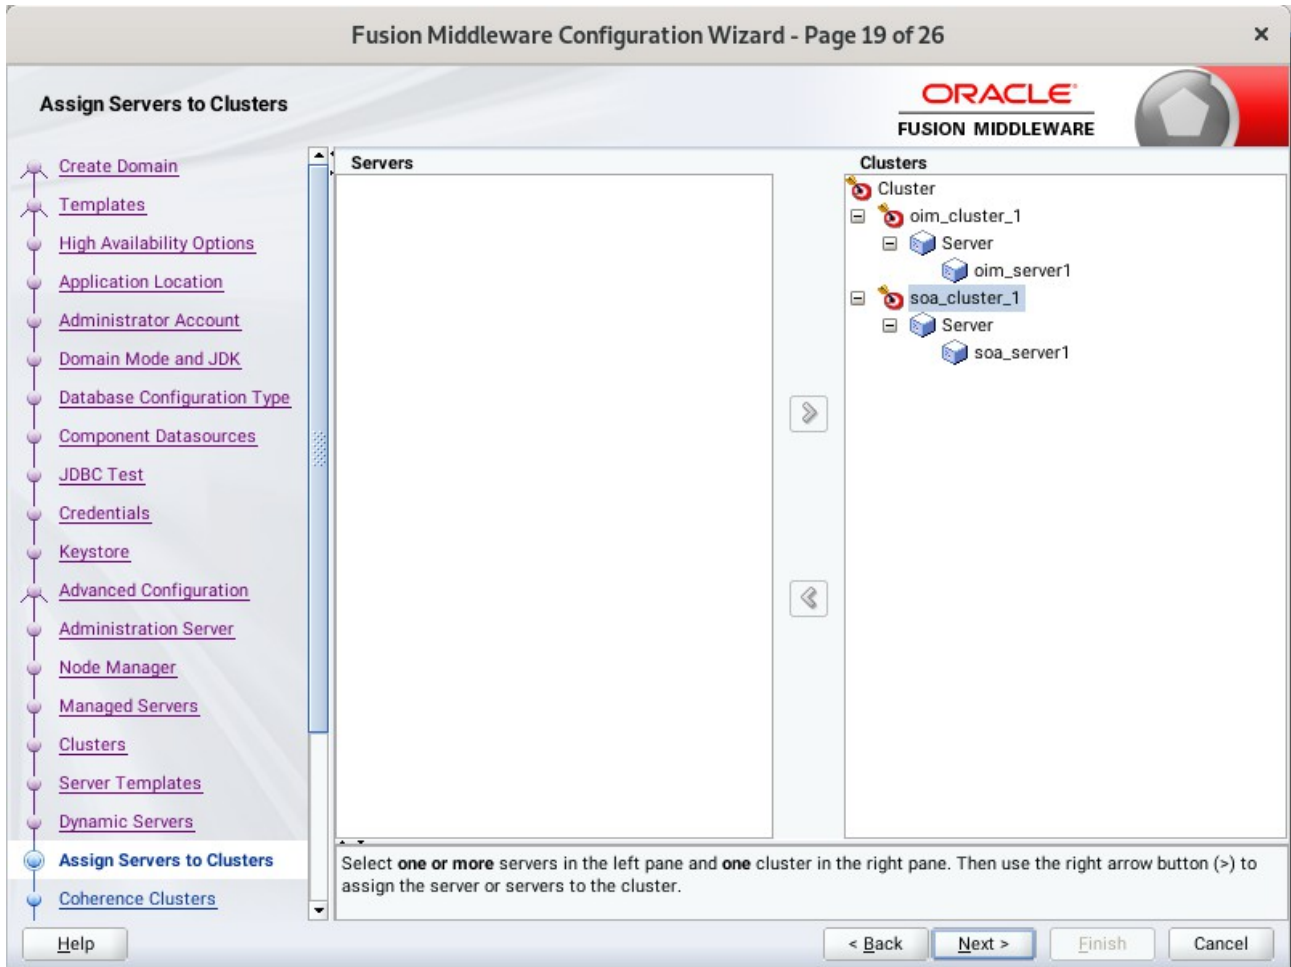 Fusion Middleware Configuration Wizard - Page 19 of 26
×
Assign Servers to Clusters
ORACLE
FUSION MIDDLEWARE
Create Domain
Templates
High Availability Options
Application Location
Administrator Account
Domain Mode and JDK
Database Configuration Type
Component Datasources
JDBC Test
Credentials
Keystore
Advanced Configuration
Administration Server
Node Manager
Managed Servers
Clusters
Server Templates
Dynamic Servers
Assign Servers to Clusters
Coherence Clusters
Servers
Clusters
Cluster
oim_cluster_1
Server
oim_server1
soa_cluster_1
Server
soa_server1
Select one or more servers in the left pane and one cluster in the right pane. Then use the right arrow button (>) to
assign the server or servers to the cluster.
Help
< Back
Next >
Finish
Cancel